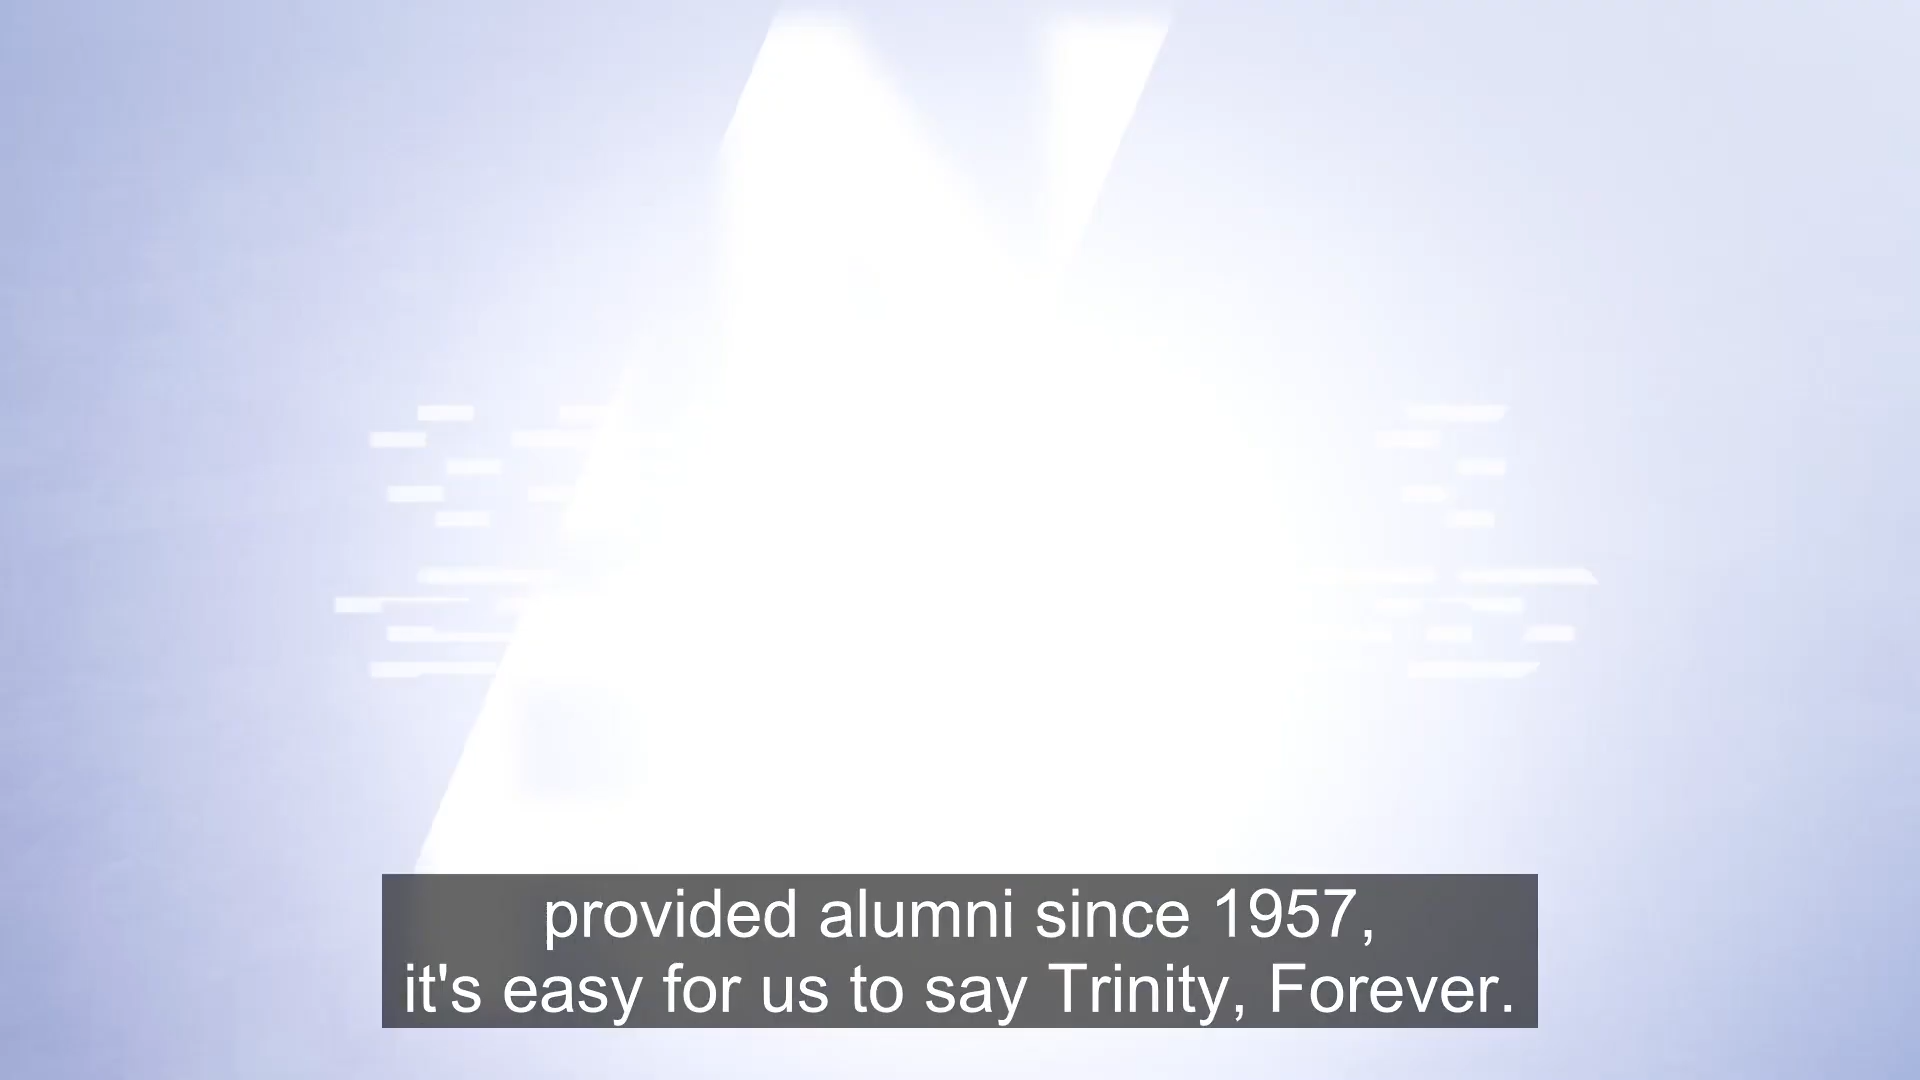 provided alumni since 1957,
it's easy for us to say Trinity, Forever.